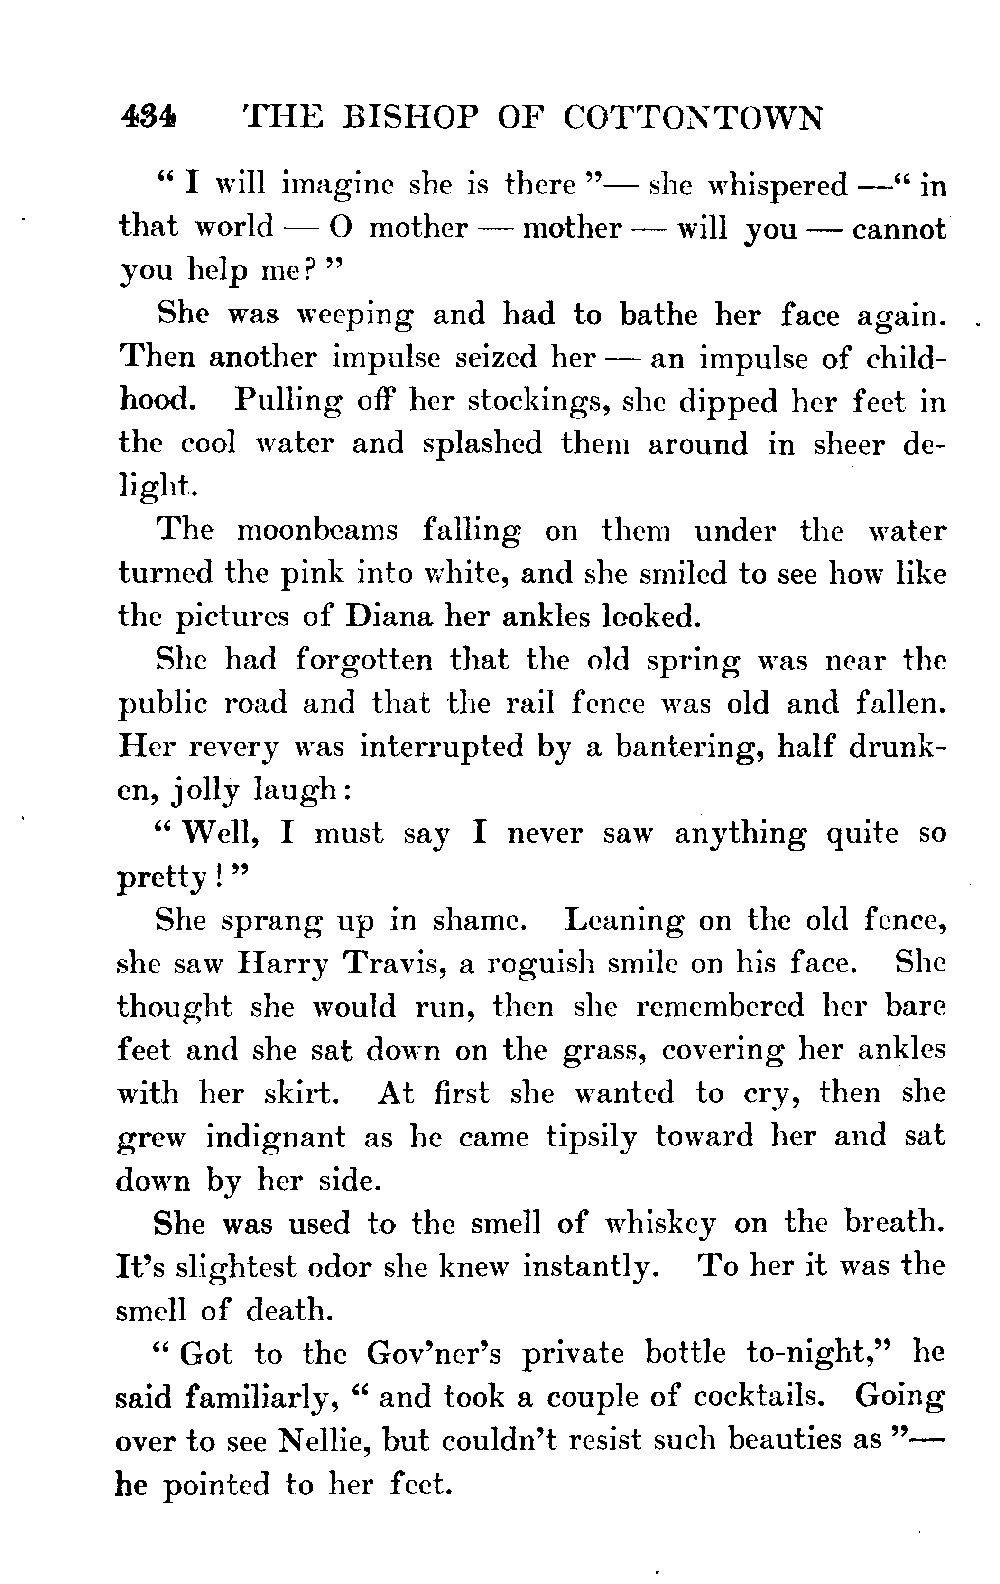 434 THE BISHOP OF COTTONTOWN
“ I will imagine she is there ”— she whispered —“ in
that world — O mother — mother — will you — cannot
you help me? ”
She was weeping and had to bathe her face again.
Then another impulse seized her — an impulse of child-
hood. Pulling off her stockings, she dipped her feet in
the cool water and splashed them around in sheer de-
light.
The moonbeams falling on them under the water
turned the pink into white, and she smiled to see how like
the pictures of Diana her ankles looked.
She had forgotten that the old spring was near the
public road and that the rail fence was old and fallen.
Her revery was interrupted by a bantering, half drunk-
en, jolly laugh:
“ Well, I must say I never saw anything quite so
pretty! ”
She sprang up in shame. Leaning on the old fence,
she saw Harry Travis, a roguish smile on his face. She
thought she would run, then she remembered her bare
feet and she sat down on the grass, covering her ankles
with her skirt. At first she wanted to cry, then she
grew indignant as he came tipsily toward her and sat
down by her side.
She was used to the smell of whiskey on the breath.
It’s slightest odor she knew instantly. To her it was the
smell of death.
“ Got to the Gov’ner’s private bottle to-night,” he
said familiarly, “ and took a couple of cocktails. Going
over to see Nellie, but couldn’t resist such beauties as ”—
he pointed to her feet.